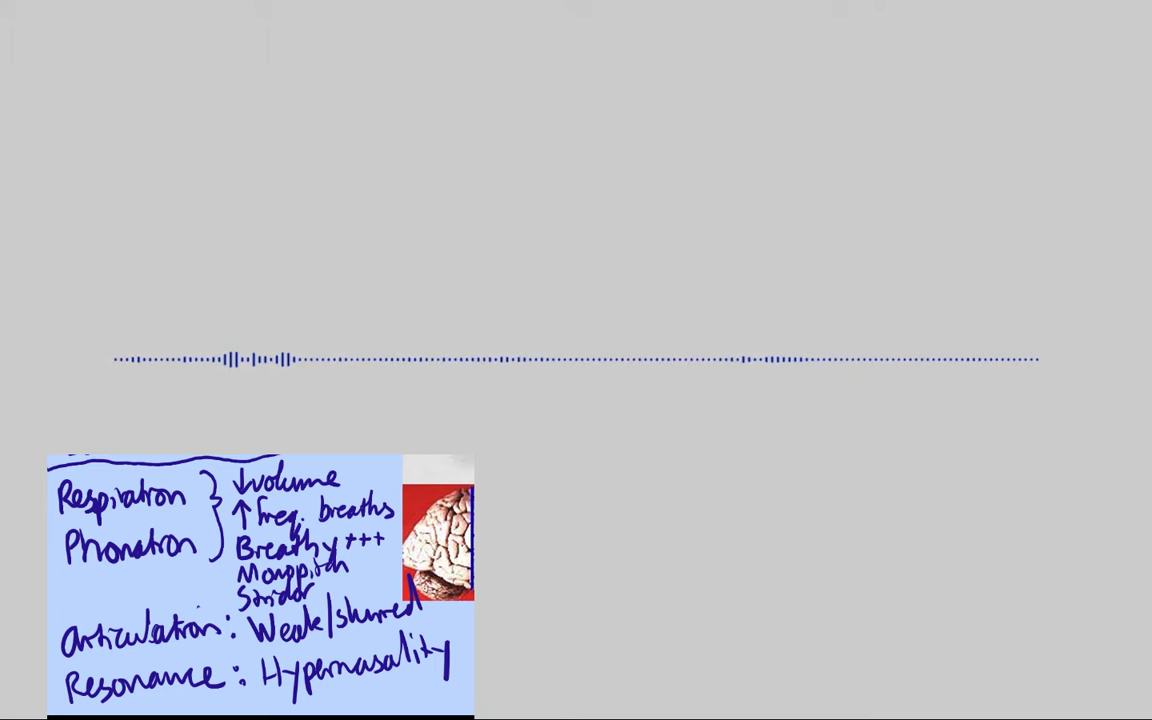 Respiration
Phonation
↓volume
↑freq. breaths
Breathy +++
Monopitch
Stridor
Articulation: Weak/slurred
Resonance: Hypernasality